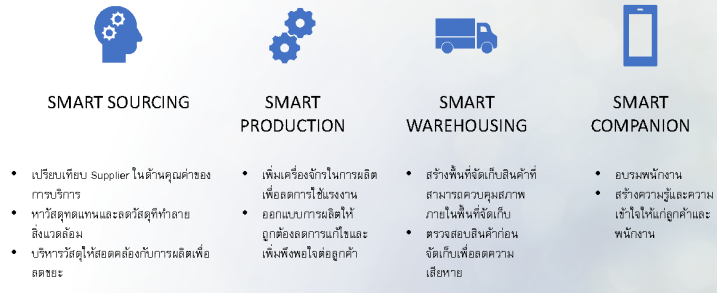 SMART SOURCING
• เปรียบเทียบ Supplier ในด้านคุณค่าของ
การบริการ
• หาวัสดุทดแทนและลดวัสดุที่ทำลาย
สิ่งแวดล้อม
• บริหารวัสดุให้สอดคล้องกับการผลิตเพื่อ
ลดขยะ
SMART
PRODUCTION
• เพิ่มเครื่องจักรในการผลิต
เพื่อลดการใช้แรงงาน
• ออกแบบการผลิตให้
ถูกต้องลดการแก้ไขและ
เพิ่มพึงพอใจต่อลูกค้า
SMART
WAREHOUSING
• สร้างพื้นที่จัดเก็บสินค้าที่
สามารถควบคุมสภาพ
ภายในพื้นที่จัดเก็บ
• ตรวจสอบสินค้าก่อน
จัดเก็บเพื่อลดความ
เสียหาย
SMART
COMPANION
• อบรมพนักงาน
• สร้างความรู้และความ
เข้าใจให้แก่ลูกค้าและ
พนักงาน